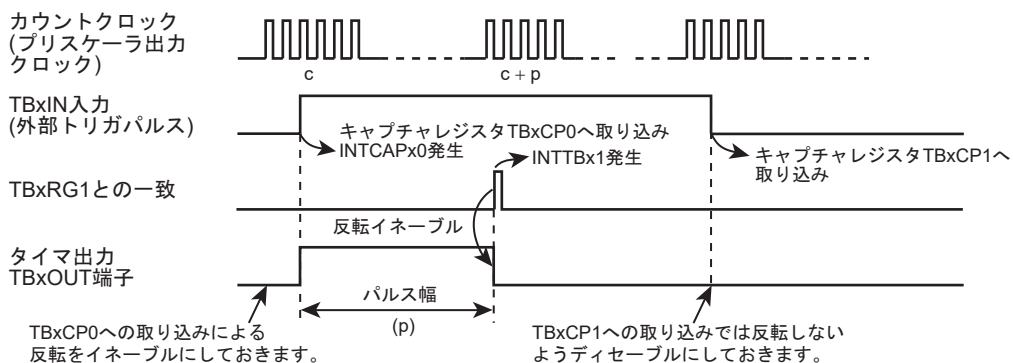 カウントクロック
(プリスケーラ出力
クロック)
c
c + p
TBxIN入力
(外部トリガパルス)
キャプチャレジスタTBxCP0へ取り込み
INTCAPx0発生
INTTBx1発生
キャプチャレジスタTBxCP1へ
取り込み
TBxRG1との一致
反転イネーブル
タイマ出力
TBxOUT端子
パルス幅
(p)
TBxCP0への取り込みによる
反転をイネーブルにしておきます。
TBxCP1への取り込みでは反転しない
ようディセーブルにしておきます。